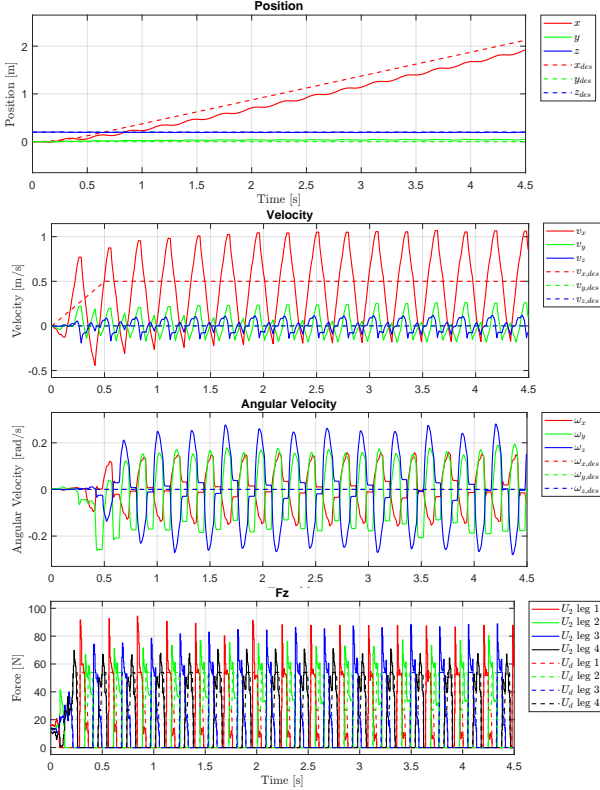 Position
2
1
0
Position [m]
0 0.5 1 1.5 2 2.5 3 3.5 4 4.5
Time [s]
x
y
z
x_des
y_des
z_des
Velocity
1
0.5
0
-0.5
Velocity [m/s]
0 0.5 1 1.5 2 2.5 3 3.5 4 4.5
v_x
v_y
v_z
v_x,des
v_y,des
v_z,des
Angular Velocity
0.2
0
-0.2
Angular Velocity [rad/s]
0 0.5 1 1.5 2 2.5 3 3.5 4 4.5
ω_x
ω_y
ω_z
ω_x,des
ω_y,des
ω_z,des
Fz
100
80
60
40
20
0
Force [N]
0 0.5 1 1.5 2 2.5 3 3.5 4 4.5
Time [s]
U_2 leg 1
U_2 leg 2
U_2 leg 3
U_2 leg 4
U_d leg 1
U_d leg 2
U_d leg 3
U_d leg 4